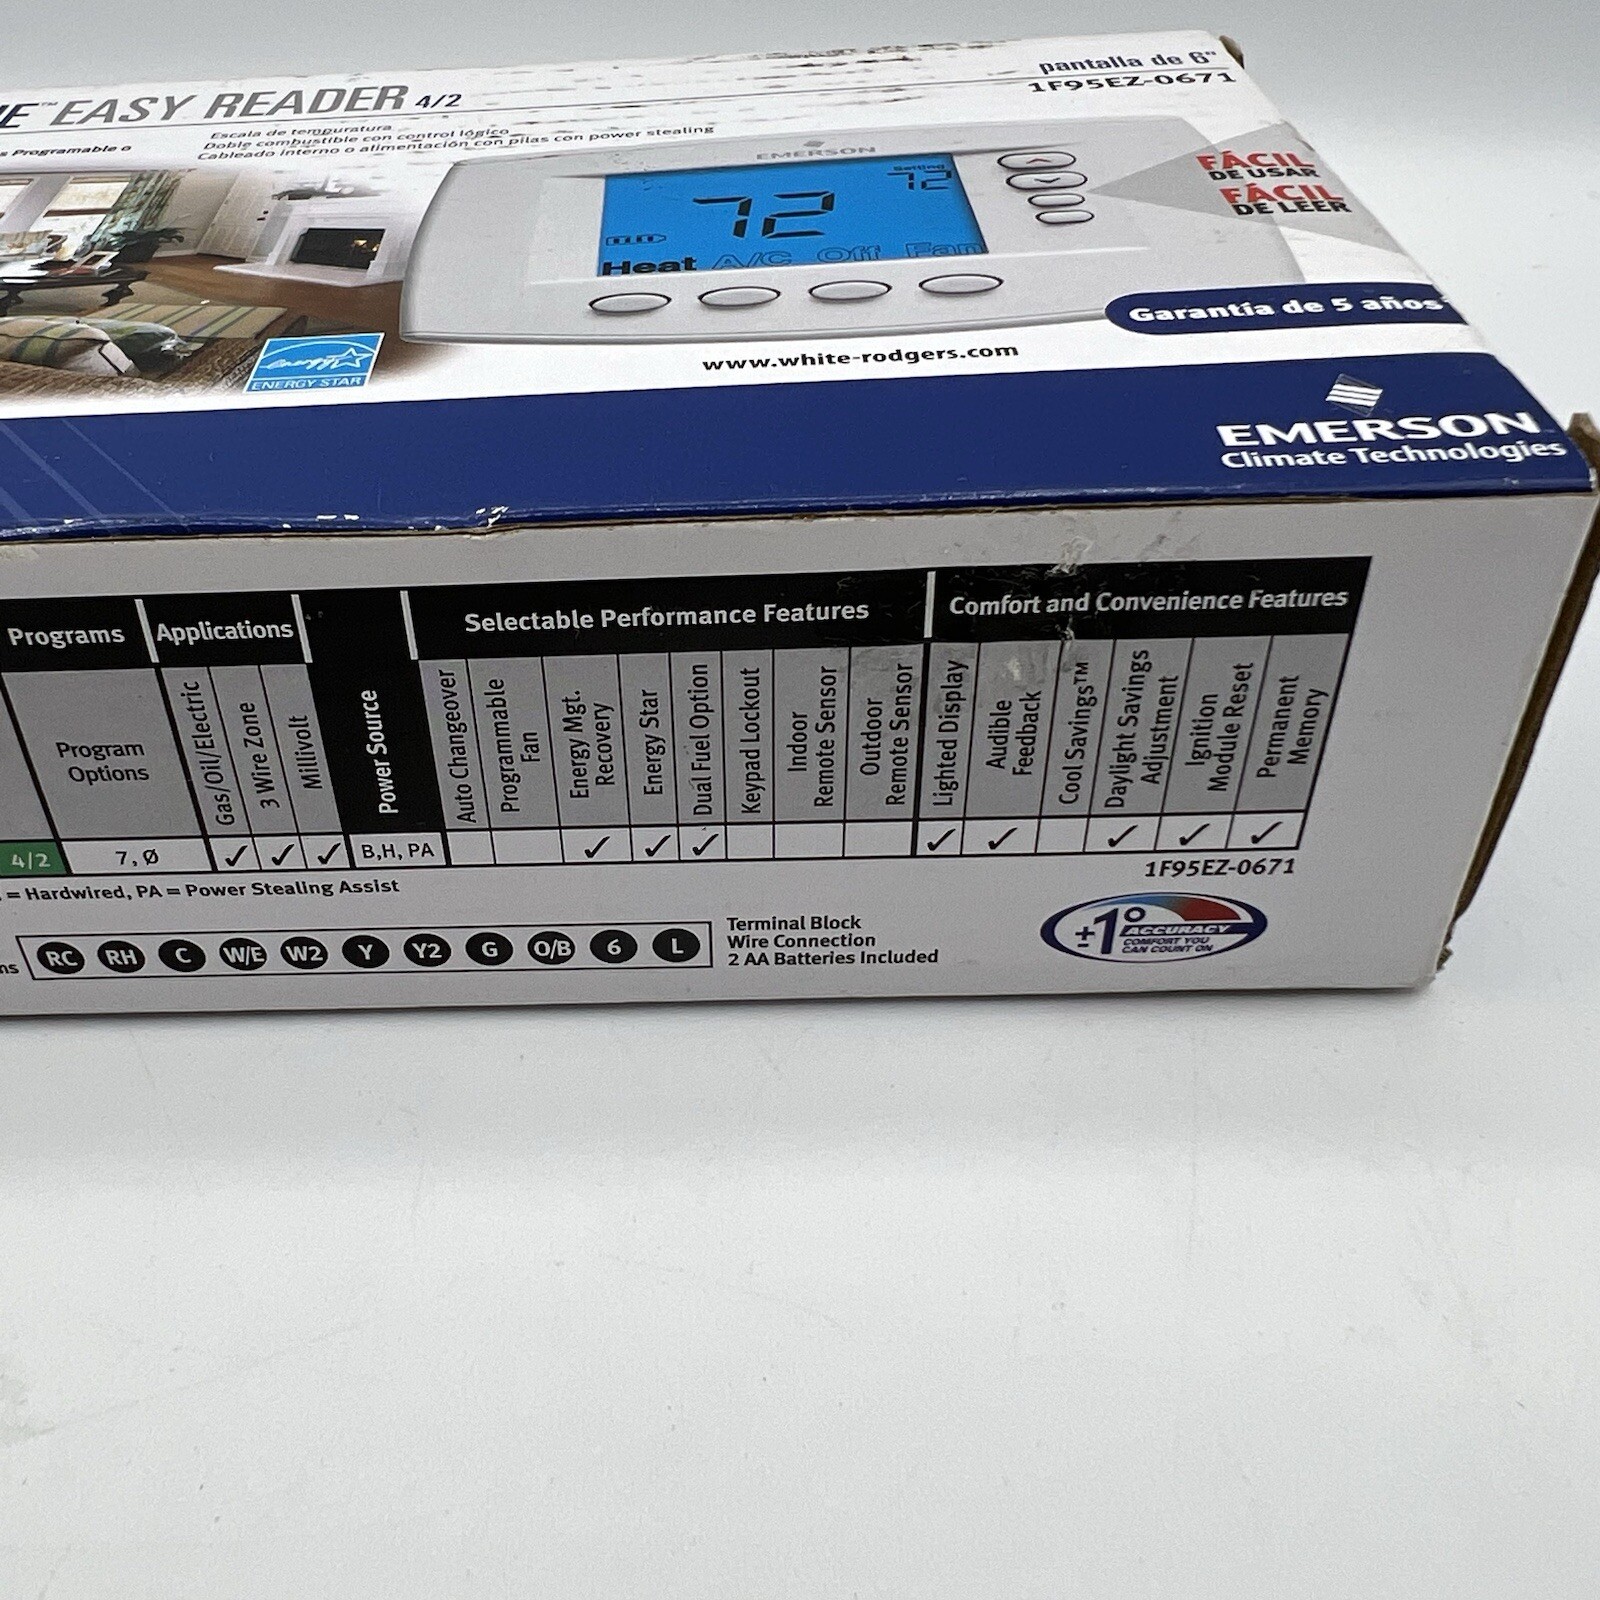 E™ EASY READER 4/2
pantalla de 6"
1F95EZ-0671
s Programable o
Escala de tempuratura
Doble combustible con control lógico
Cableado interno o alimentación con pilas con power stealing
EMERSON
Setting
72
72
Heat A/C Off Fan
FÁCIL
DE USAR
FÁCIL
DE LEER
Garantía de 5 años
energy
ENERGY STAR
www.white-rodgers.com
EMERSON
Climate Technologies
Programs
Applications
Selectable Performance Features
Comfort and Convenience Features
Program
Options
Gas/Oil/Electric
3 Wire Zone
Millivolt
Power Source
Auto Changeover
Programmable
Fan
Energy Mgt.
Recovery
Energy Star
Dual Fuel Option
Keypad Lockout
Indoor
Remote Sensor
Outdoor
Remote Sensor
Lighted Display
Audible
Feedback
Cool Savings™
Daylight Savings
Adjustment
Ignition
Module Reset
Permanent
Memory
4/2 7, Ø ✓ ✓ ✓ B,H, PA ✓ ✓ ✓ ✓ ✓ ✓ ✓ ✓
1F95EZ-0671
= Hardwired, PA = Power Stealing Assist
ns RC RH C W/E W2 Y Y2 G O/B 6 L
Terminal Block
Wire Connection
2 AA Batteries Included
±1°
ACCURACY
COMFORT YOU
CAN COUNT ON